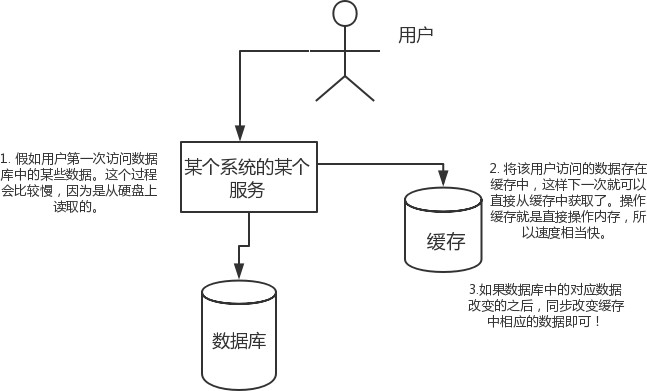 用户
1. 假如用户第一次访问数据
库中的某些数据。这个过程
会比较慢，因为是从硬盘上
读取的。
某个系统的某个
服务
2. 将该用户访问的数据存在
缓存中，这样下一次就可以
直接从缓存中获取了。操作
缓存就是直接操作内存，所
以速度相当快。
缓存
3.如果数据库中的对应数据
改变的之后，同步改变缓存
中相应的数据即可！
数据库